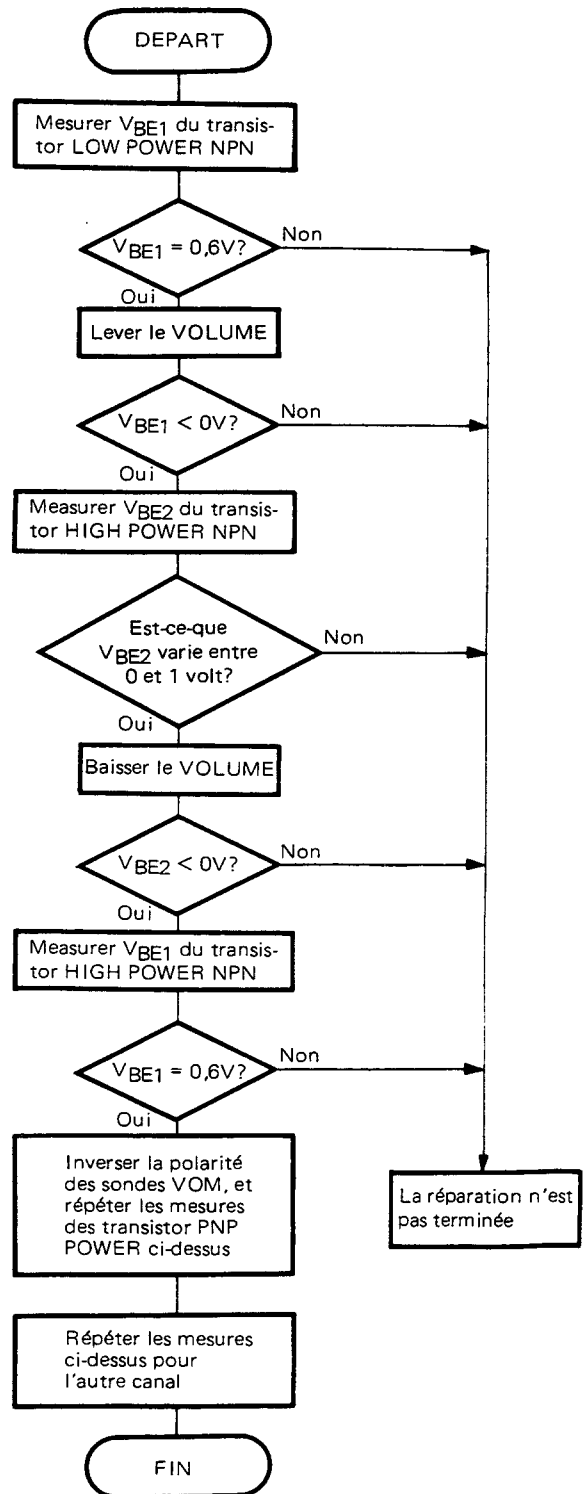 DEPART
Mesurer VBE1 du transis-
tor LOW POWER NPN
VBE1 = 0,6V?
Non
Oui
Lever le VOLUME
VBE1 < 0V?
Non
Oui
Measurer VBE2 du transis-
tor HIGH POWER NPN
Est-ce-que
VBE2 varie entre
0 et 1 volt?
Non
Oui
Baisser le VOLUME
VBE2 < 0V?
Non
Oui
Measurer VBE1 du transis-
tor HIGH POWER NPN
VBE1 = 0,6V?
Non
Oui
Inverser la polarité
des sondes VOM, et
répéter les mesures
des transistor PNP
POWER ci-dessus
La réparation n'est
pas terminée
Répéter les mesures
ci-dessus pour
l'autre canal
FIN